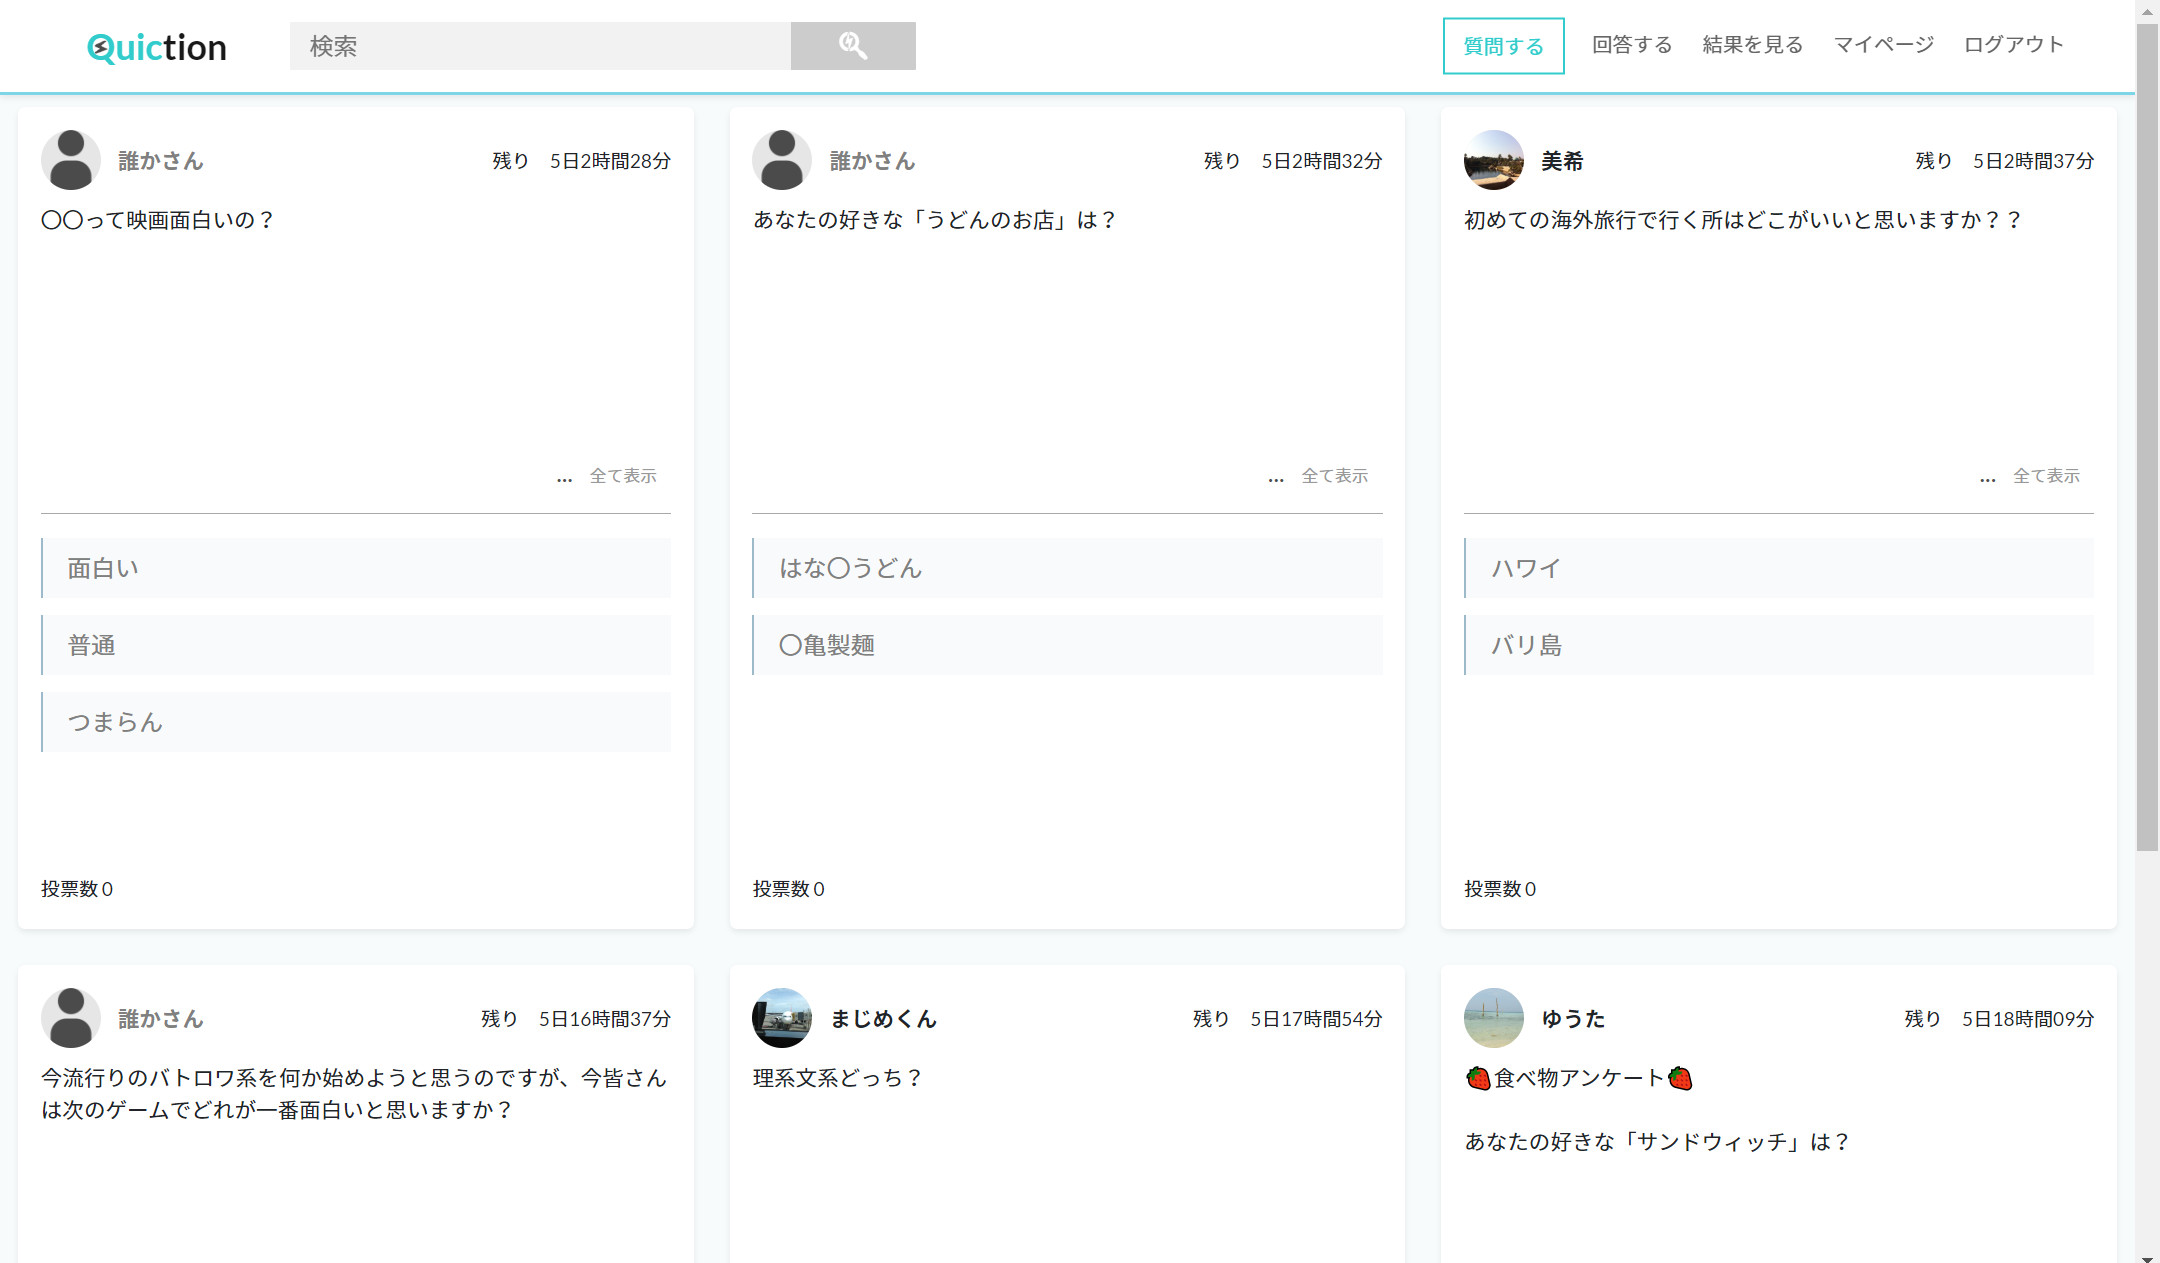 Quiction
検索
質問する
回答する
結果を見る
マイページ
ログアウト
誰かさん
残り 5日2時間28分
〇〇って映画面白いの？
... 全て表示
面白い
普通
つまらん
投票数 0
誰かさん
残り 5日2時間32分
あなたの好きな「うどんのお店」は？
... 全て表示
はな〇うどん
〇亀製麺
投票数 0
美希
残り 5日2時間37分
初めての海外旅行で行く所はどこがいいと思いますか？？
... 全て表示
ハワイ
バリ島
投票数 0
誰かさん
残り 5日16時間37分
今流行りのバトロワ系を何か始めようと思うのですが、今皆さん
は次のゲームでどれが一番面白いと思いますか？
まじめくん
残り 5日17時間54分
理系文系どっち？
ゆうた
残り 5日18時間09分
🍓食べ物アンケート🍓
あなたの好きな「サンドウィッチ」は？